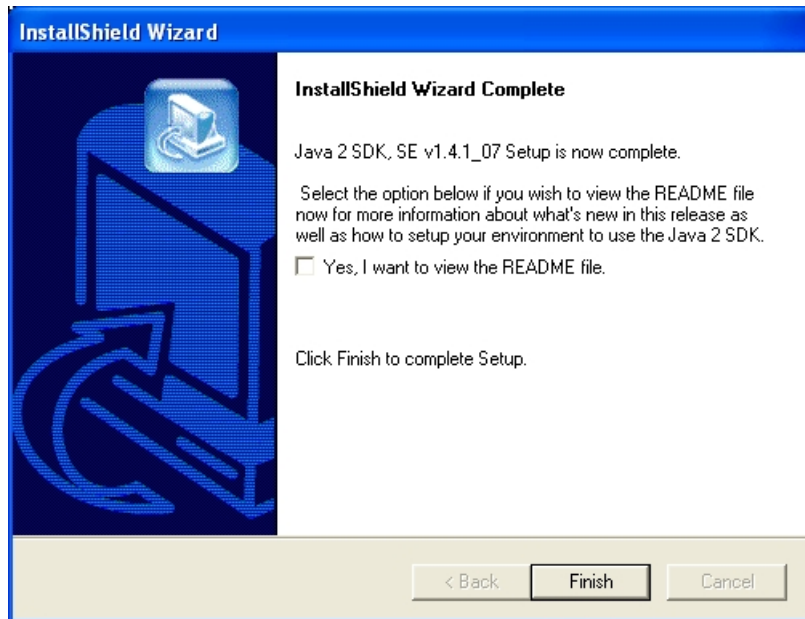 InstallShield Wizard
InstallShield Wizard Complete
Java 2 SDK, SE v1.4.1_07 Setup is now complete.
Select the option below if you wish to view the README file
now for more information about what's new in this release as
well as how to setup your environment to use the Java 2 SDK.
Yes, I want to view the README file.
Click Finish to complete Setup.
< Back Finish Cancel